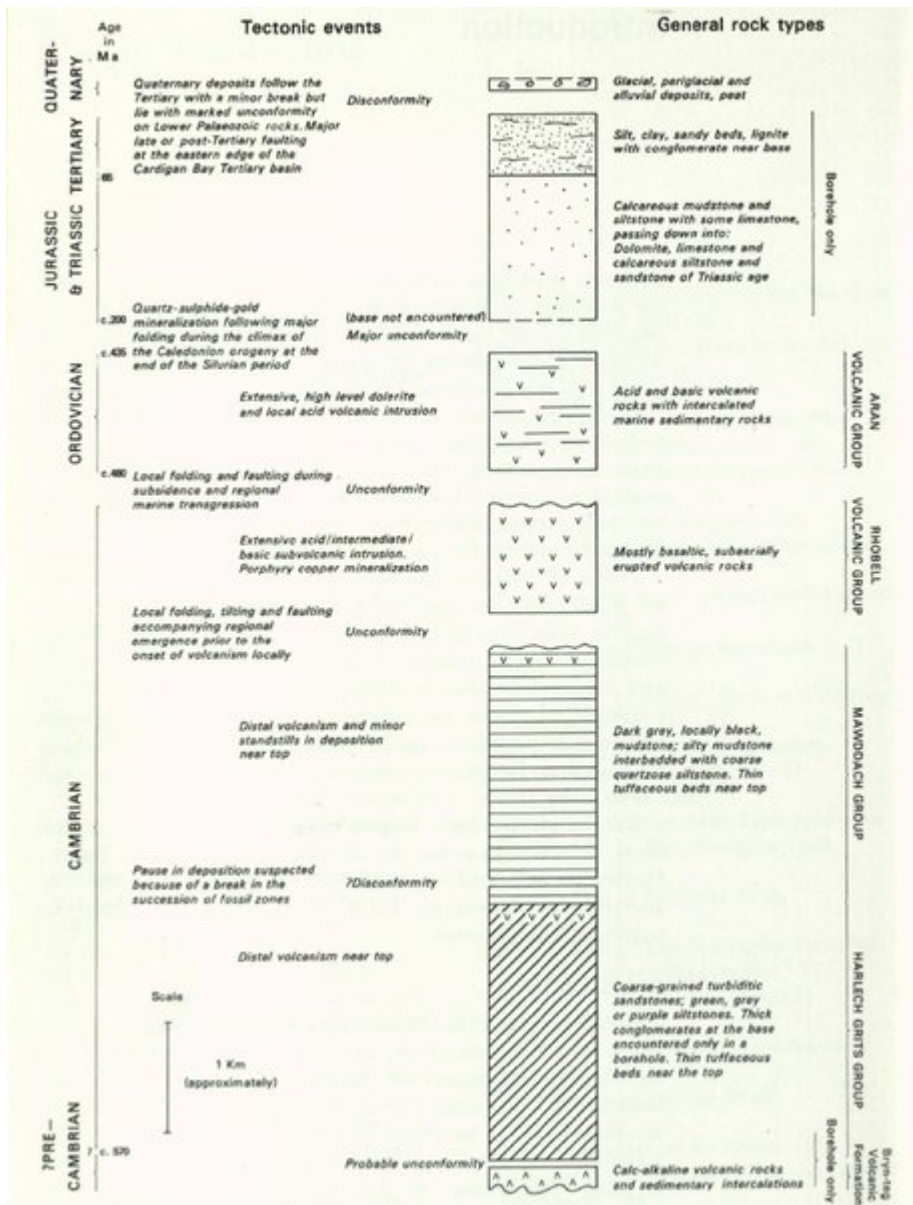 Age
in
Ma
Tectonic events
General rock types
QUATER-
NARY
Quaternary deposits follow the
Tertiary with a minor break but
lie with marked unconformity
on Lower Palaeozoic rocks. Major
late or post-Tertiary faulting
at the eastern edge of the
Cardigan Bay Tertiary basin
Disconformity
Glacial, periglacial and
alluvial deposits, peat
TERTIARY
Silt, clay, sandy beds, lignite
with conglomerate near base
Borehole only
65
JURASSIC
& TRIASSIC
Calcareous mudstone and
siltstone with some limestone,
passing down into:
Dolomite, limestone and
calcareous siltstone and
sandstone of Triassic age
c.200
Quartz-sulphide-gold
mineralization following major
folding during the climax of
the Caledonion orogeny at the
end of the Silurian period
(base not encountered)
Major unconformity
c.435
ORDOVICIAN
Extensive, high level dolerite
and local acid volcanic intrusion
Acid and basic volcanic
rocks with intercalated
marine sedimentary rocks
ARAN
VOLCANIC GROUP
c.480
Local folding and faulting during
subsidence and regional
marine transgression
Unconformity
Extensive acid/intermediate/
basic subvolcanic intrusion.
Porphyry copper mineralization
Mostly basaltic, subaerially
erupted volcanic rocks
RHOBELL
VOLCANIC GROUP
Local folding, tilting and faulting
accompanying regional
emergence prior to the
onset of volcanism locally
Unconformity
CAMBRIAN
Distal volcanism and minor
standstills in deposition
near top
Dark grey, locally black,
mudstone; silty mudstone
interbedded with coarse
quartzose siltstone. Thin
tuffaceous beds near top
MAWDDACH GROUP
Pause in deposition suspected
because of a break in the
succession of fossil zones
?Disconformity
Distal volcanism near top
Coarse-grained turbiditic
sandstones; green, grey
or purple siltstones. Thick
conglomerates at the base
encountered only in a
borehole. Thin tuffaceous
beds near the top
HARLECH GRITS GROUP
Scale
1 Km
(approximately)
? c. 570
?PRE-
CAMBRIAN
Probable unconformity
Calc-alkaline volcanic rocks
and sedimentary intercalations
Borehole only
Bryn-teg
Volcanic
Formation